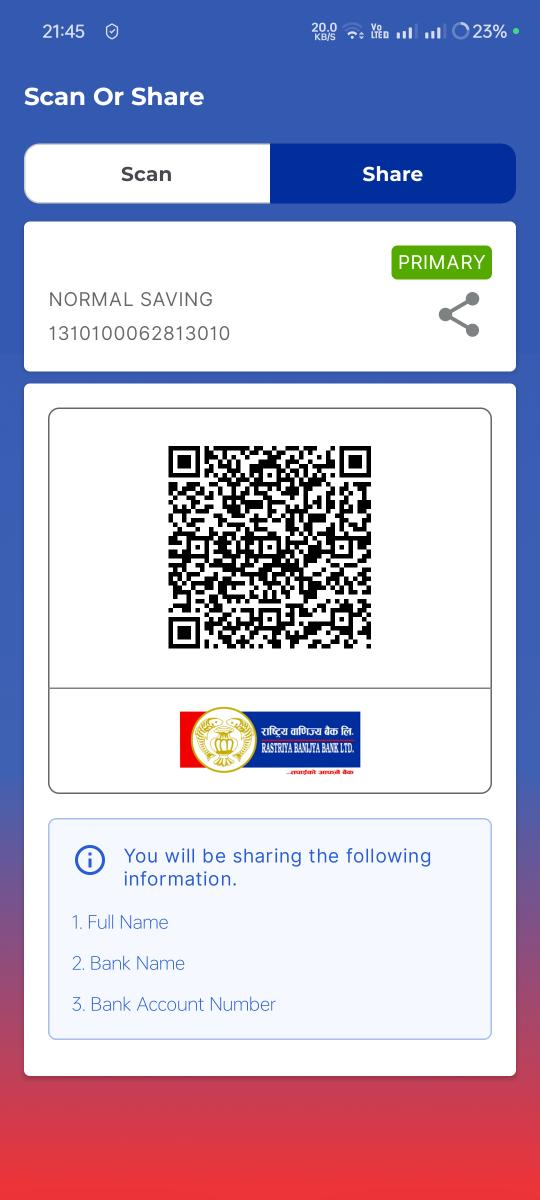 21:45
20.0
KB/S
Vo
LTED
23%
Scan Or Share
Scan
Share
PRIMARY
NORMAL SAVING
1310100062813010
राष्ट्रिय वाणिज्य बैंक लि.
RASTRIYA BANIJYA BANK LTD.
...तपाईंको आफ्नै बैंक
You will be sharing the following
information.
1. Full Name
2. Bank Name
3. Bank Account Number